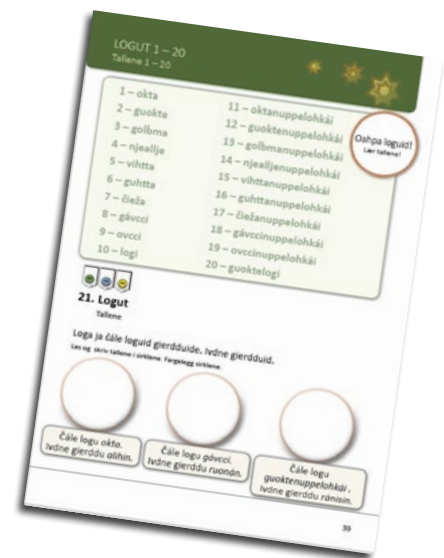 LOGUT 1 – 20
Tallene 1 – 20
1 – okta
2 – guokte
3 – golbma
4 – njeallje
5 – vihtta
6 – guhtta
7 – čieža
8 – gávcci
9 – ovcci
10 – logi
11 – oktanuppelohkái
12 – guoktenuppelohkái
13 – golbmanuppelohkái
14 – njealljenuppelohkái
15 – vihttanuppelohkái
16 – guhttanuppelohkái
17 – čiežanuppelohkái
18 – gávccinuppelohkái
19 – ovccinuppelohkái
20 – guoktelogi
Oahpa loguid!
Lær tallene!
21. Logut
Tallene
Loga ja čále loguid gierdduide. Ivdne gierdduid.
Les og skriv tallene i sirklene. Fargelegg sirklene.
Čále logu okta.
Ivdne gierddu alihin.
Čále logu gávcci.
Ivdne gierddu ruonán.
Čále logu
guoktenuppelohkái.
Ivdne gierddu ránisin.
39